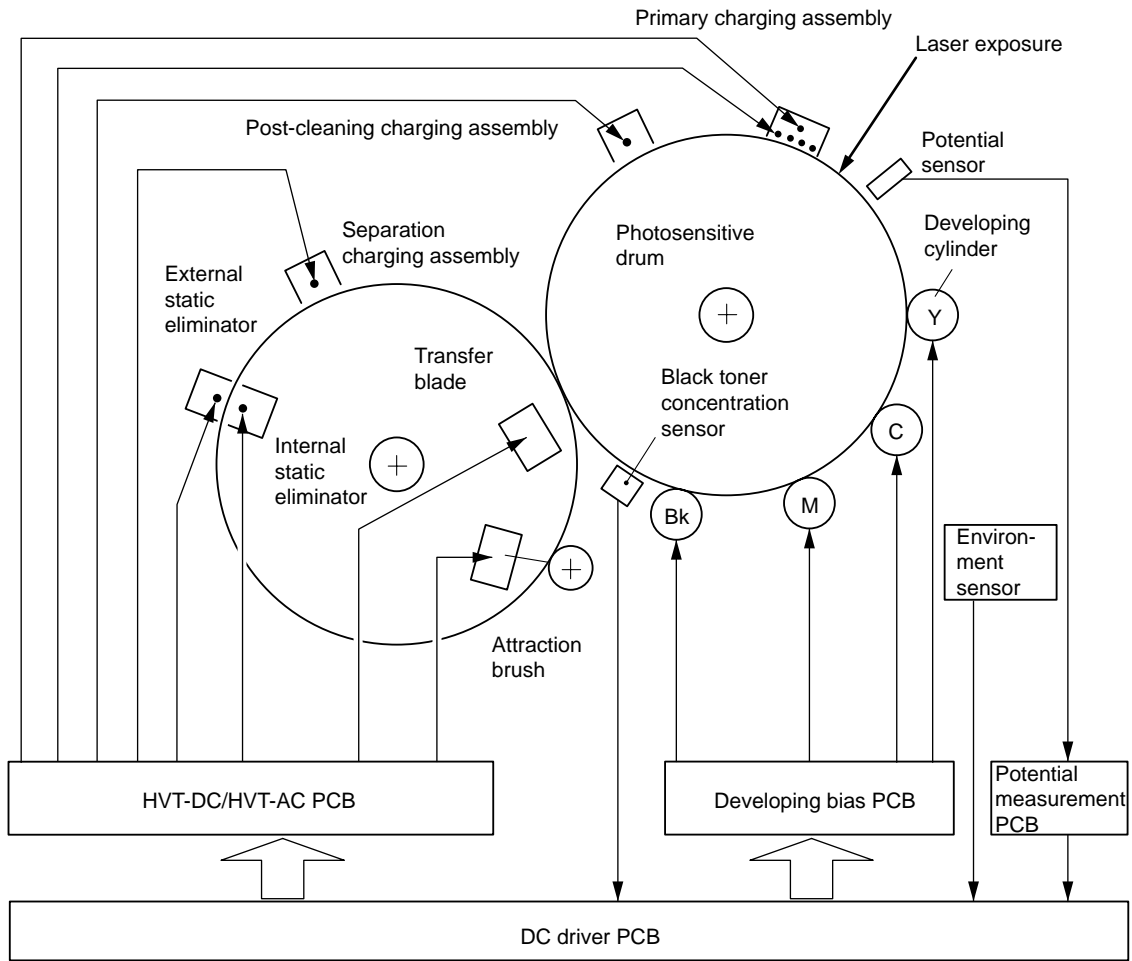 Primary charging assembly
Laser exposure
Post-cleaning charging assembly
Potential
sensor
Separation
charging assembly
Photosensitive
drum
Developing
cylinder
External
static
eliminator
Y
Transfer
blade
Black toner
concentration
sensor
C
Internal
static
eliminator
M
Bk
Environ-
ment
sensor
Attraction
brush
HVT-DC/HVT-AC PCB
Developing bias PCB
Potential
measurement
PCB
DC driver PCB